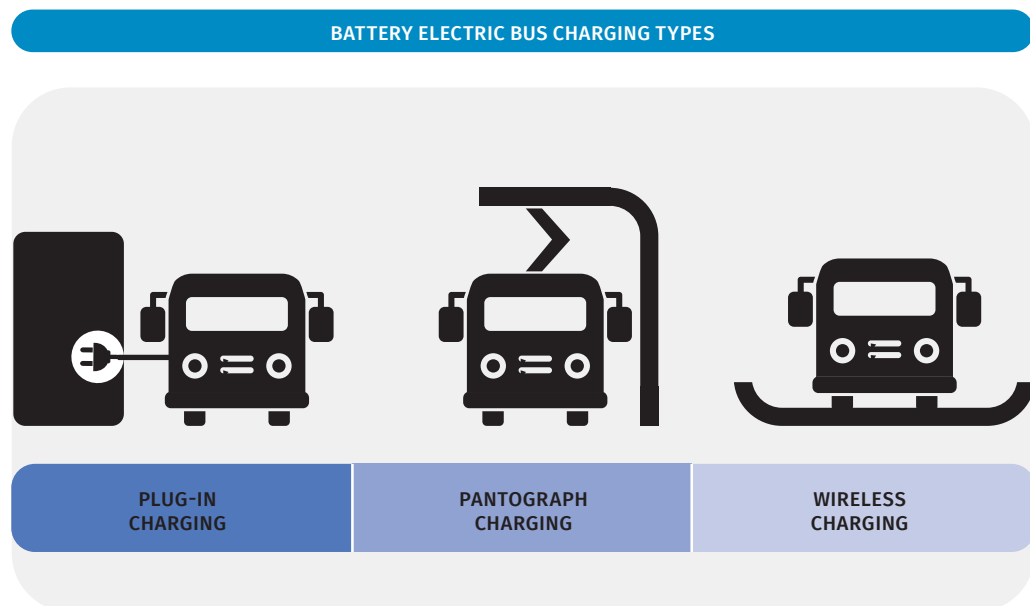 BATTERY ELECTRIC BUS CHARGING TYPES
PLUG-IN
CHARGING
PANTOGRAPH
CHARGING
WIRELESS
CHARGING